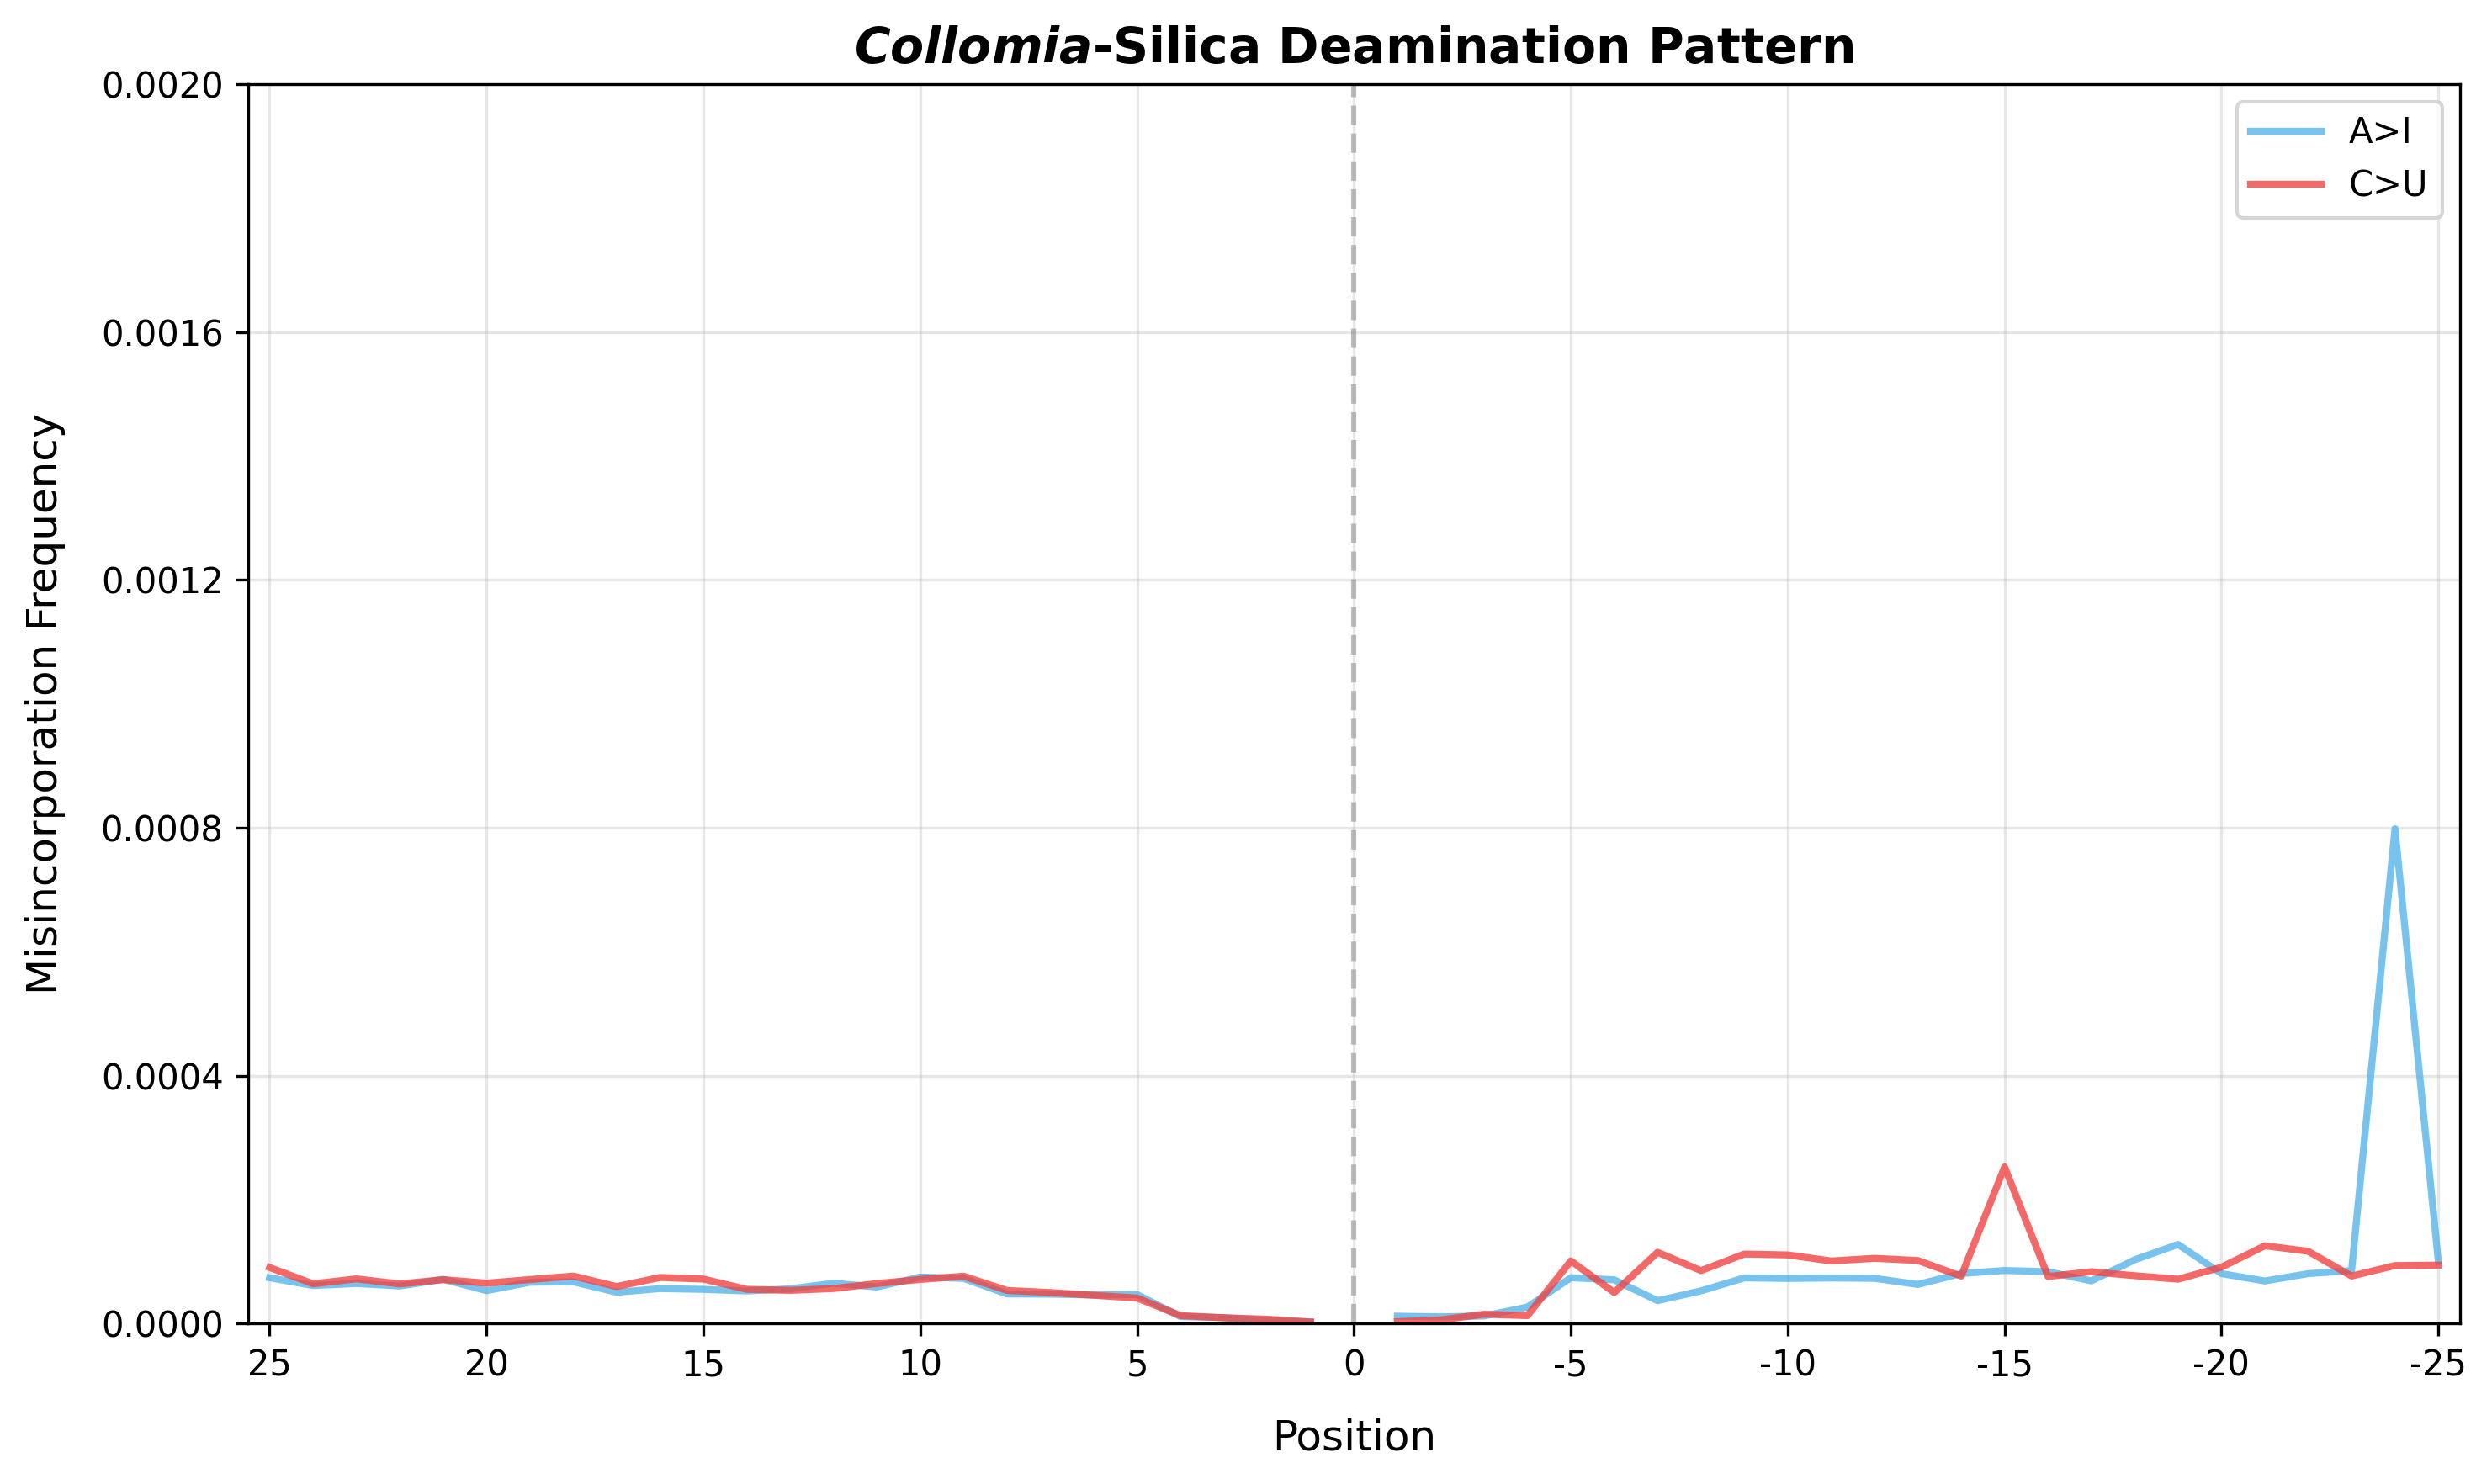 Collomia-Silica Deamination Pattern
0.0020
0.0016
0.0012
0.0008
0.0004
0.0000
Misincorporation Frequency
A>I
C>U
25 20 15 10 5 0 -5 -10 -15 -20 -25
Position